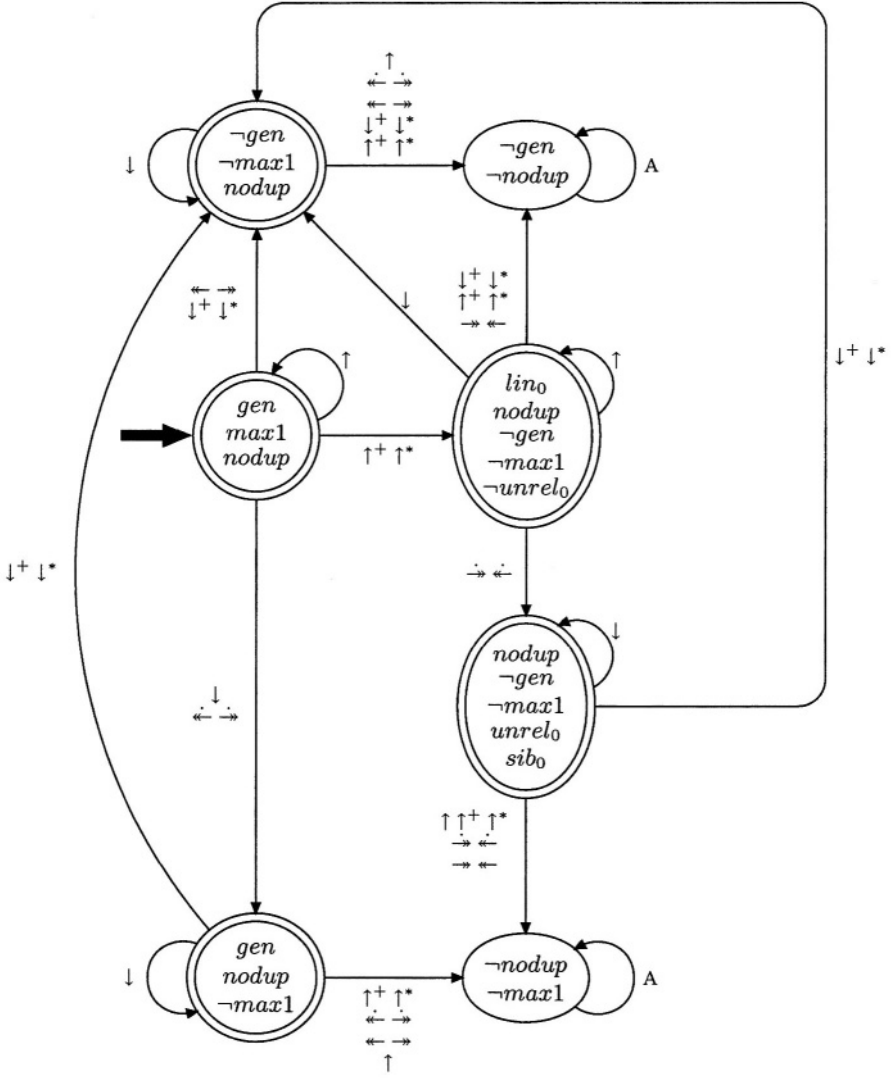 ↑
↞̇ ↠̇
↞ ↠
↓⁺ ↓*
↑⁺ ↑*
¬gen
¬max1
nodup
↓
¬gen
¬nodup
A
↞ ↠
↓⁺ ↓*
↓
↓⁺ ↓*
↑⁺ ↑*
↠ ↞
↓⁺ ↓*
gen
max1
nodup
↑
↑⁺ ↑*
lin₀
nodup
¬gen
¬max1
¬unrel₀
↑
↓⁺ ↓*
↠̇ ↞̇
nodup
¬gen
¬max1
unrel₀
sib₀
↓
↓
↞̇ ↠̇
↑ ↑⁺ ↑*
↠̇ ↞̇
↠ ↞
gen
nodup
¬max1
↓
↑⁺ ↑*
↞̇ ↠̇
↞ ↠
↑
¬nodup
¬max1
A